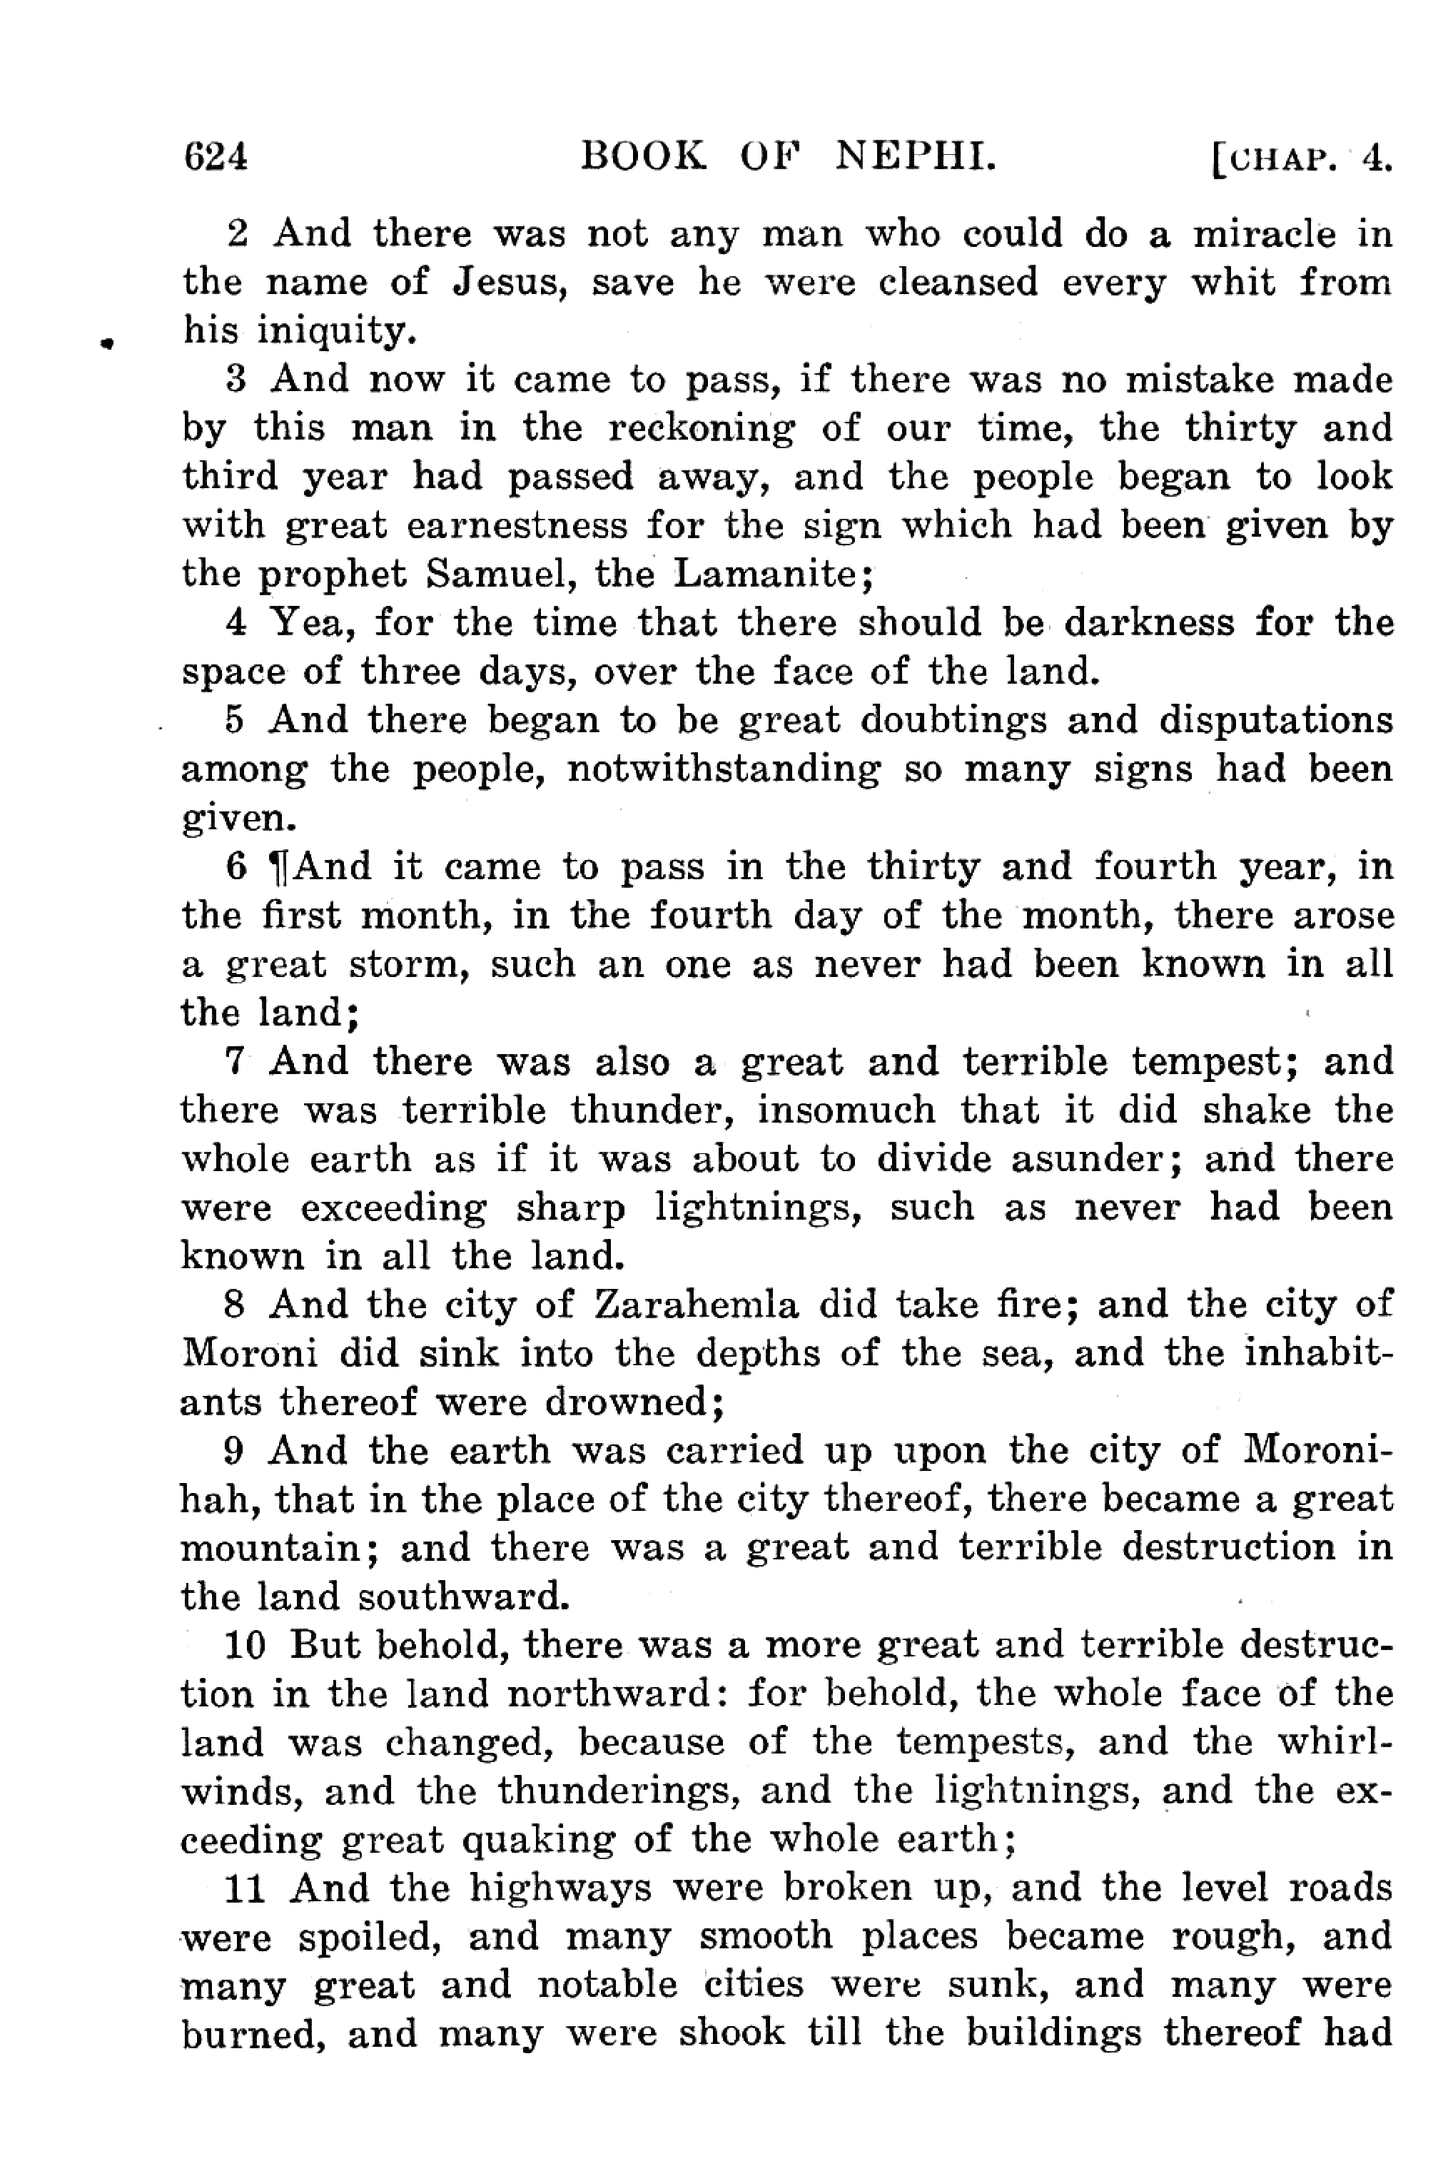 624 BOOK OF NEPHI. [CHAP. 4.
2 And there was not any man who could do a miracle in
the name of Jesus, save he were cleansed every whit from
his iniquity.
3 And now it came to pass, if there was no mistake made
by this man in the reckoning of our time, the thirty and
third year had passed away, and the people began to look
with great earnestness for the sign which had been given by
the prophet Samuel, the Lamanite;
4 Yea, for the time that there should be darkness for the
space of three days, over the face of the land.
5 And there began to be great doubtings and disputations
among the people, notwithstanding so many signs had been
given.
6 ¶And it came to pass in the thirty and fourth year, in
the first month, in the fourth day of the month, there arose
a great storm, such an one as never had been known in all
the land;
7 And there was also a great and terrible tempest; and
there was terrible thunder, insomuch that it did shake the
whole earth as if it was about to divide asunder; and there
were exceeding sharp lightnings, such as never had been
known in all the land.
8 And the city of Zarahemla did take fire; and the city of
Moroni did sink into the depths of the sea, and the inhabit-
ants thereof were drowned;
9 And the earth was carried up upon the city of Moroni-
hah, that in the place of the city thereof, there became a great
mountain; and there was a great and terrible destruction in
the land southward.
10 But behold, there was a more great and terrible destruc-
tion in the land northward: for behold, the whole face of the
land was changed, because of the tempests, and the whirl-
winds, and the thunderings, and the lightnings, and the ex-
ceeding great quaking of the whole earth;
11 And the highways were broken up, and the level roads
were spoiled, and many smooth places became rough, and
many great and notable cities were sunk, and many were
burned, and many were shook till the buildings thereof had